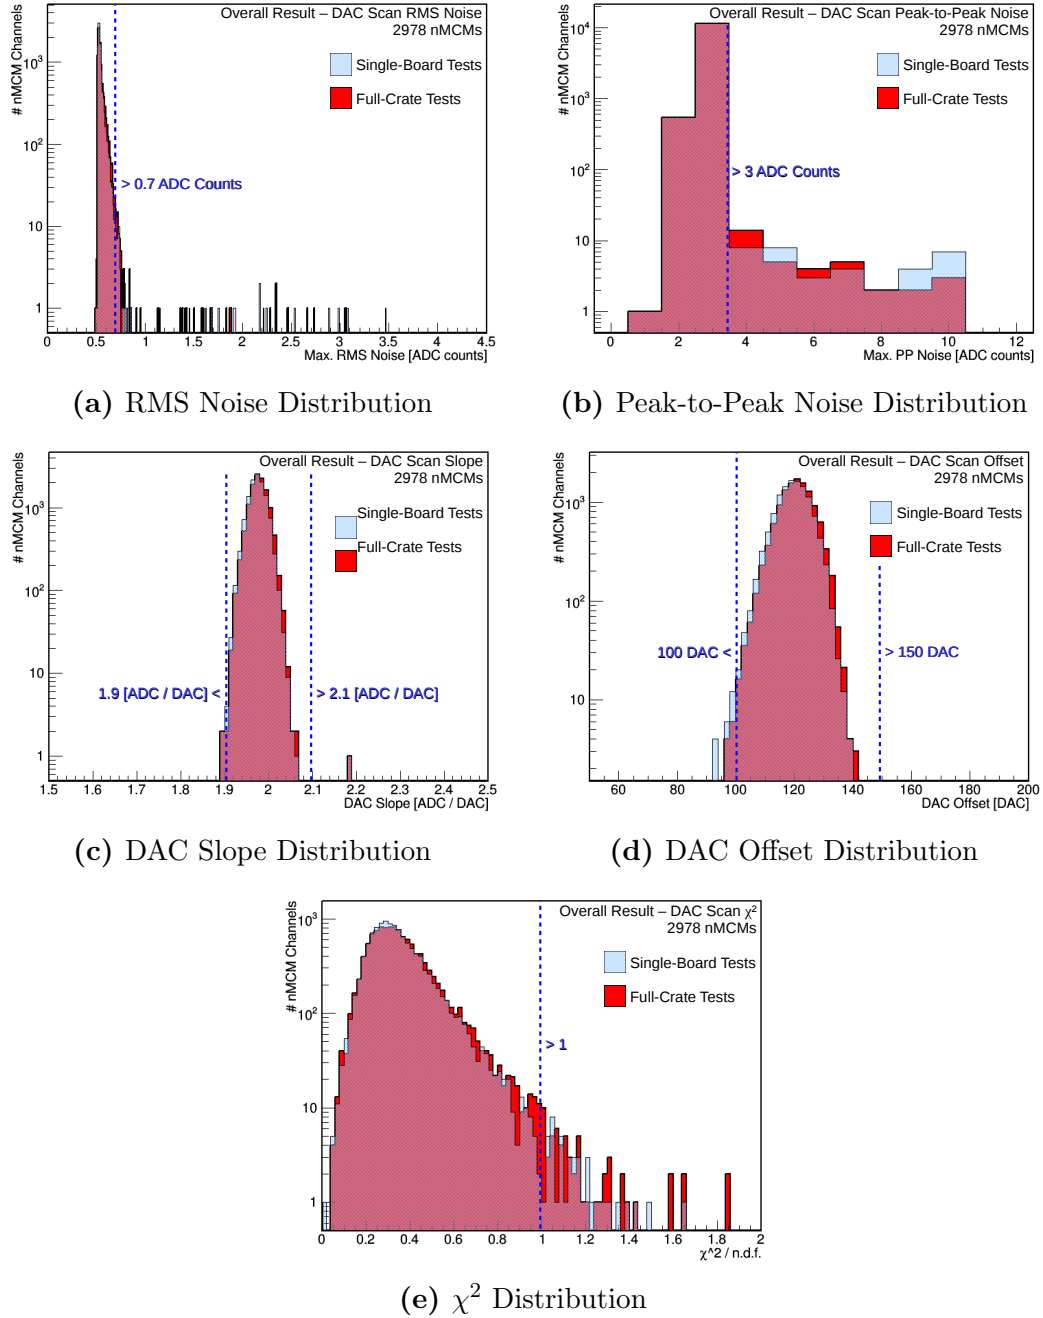 Overall Result – DAC Scan RMS Noise
2978 nMCMs
Single-Board Tests
Full-Crate Tests
> 0.7 ADC Counts
# nMCM Channels
10³
10²
10
1
0 0.5 1 1.5 2 2.5 3 3.5 4 4.5
Max. RMS Noise [ADC counts]
(a) RMS Noise Distribution
Overall Result – DAC Scan Peak-to-Peak Noise
2978 nMCMs
Single-Board Tests
Full-Crate Tests
> 3 ADC Counts
# nMCM Channels
10⁴
10³
10²
10
1
0 2 4 6 8 10 12
Max. PP Noise [ADC counts]
(b) Peak-to-Peak Noise Distribution
Overall Result – DAC Scan Slope
2978 nMCMs
Single-Board Tests
Full-Crate Tests
1.9 [ADC / DAC] <
> 2.1 [ADC / DAC]
# nMCM Channels
10³
10²
10
1
1.5 1.6 1.7 1.8 1.9 2 2.1 2.2 2.3 2.4 2.5
DAC Slope [ADC / DAC]
(c) DAC Slope Distribution
Overall Result – DAC Scan Offset
2978 nMCMs
Single-Board Tests
Full-Crate Tests
100 DAC <
> 150 DAC
# nMCM Channels
10³
10²
10
1
60 80 100 120 140 160 180 200
DAC Offset [DAC]
(d) DAC Offset Distribution
Overall Result – DAC Scan χ²
2978 nMCMs
Single-Board Tests
Full-Crate Tests
> 1
# nMCM Channels
10³
10²
10
1
0 0.2 0.4 0.6 0.8 1 1.2 1.4 1.6 1.8 2
χ^2 / n.d.f.
(e) χ² Distribution